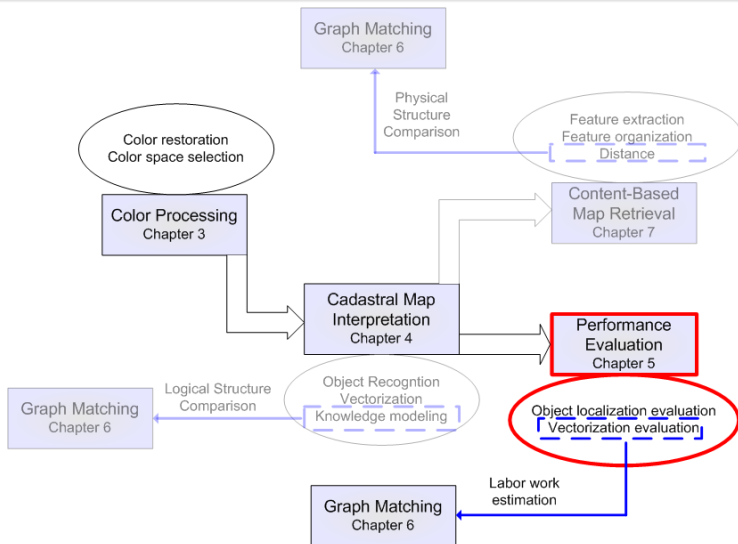 Graph Matching
Chapter 6
Physical
Structure
Comparison
Feature extraction
Feature organization
Distance
Color restoration
Color space selection
Color Processing
Chapter 3
Content-Based
Map Retrieval
Chapter 7
Cadastral Map
Interpretation
Chapter 4
Performance
Evaluation
Chapter 5
Logical Structure
Comparison
Object Recogntion
Vectorization
Knowledge modeling
Graph Matching
Chapter 6
Object localization evaluation
Vectorization evaluation
Labor work
estimation
Graph Matching
Chapter 6